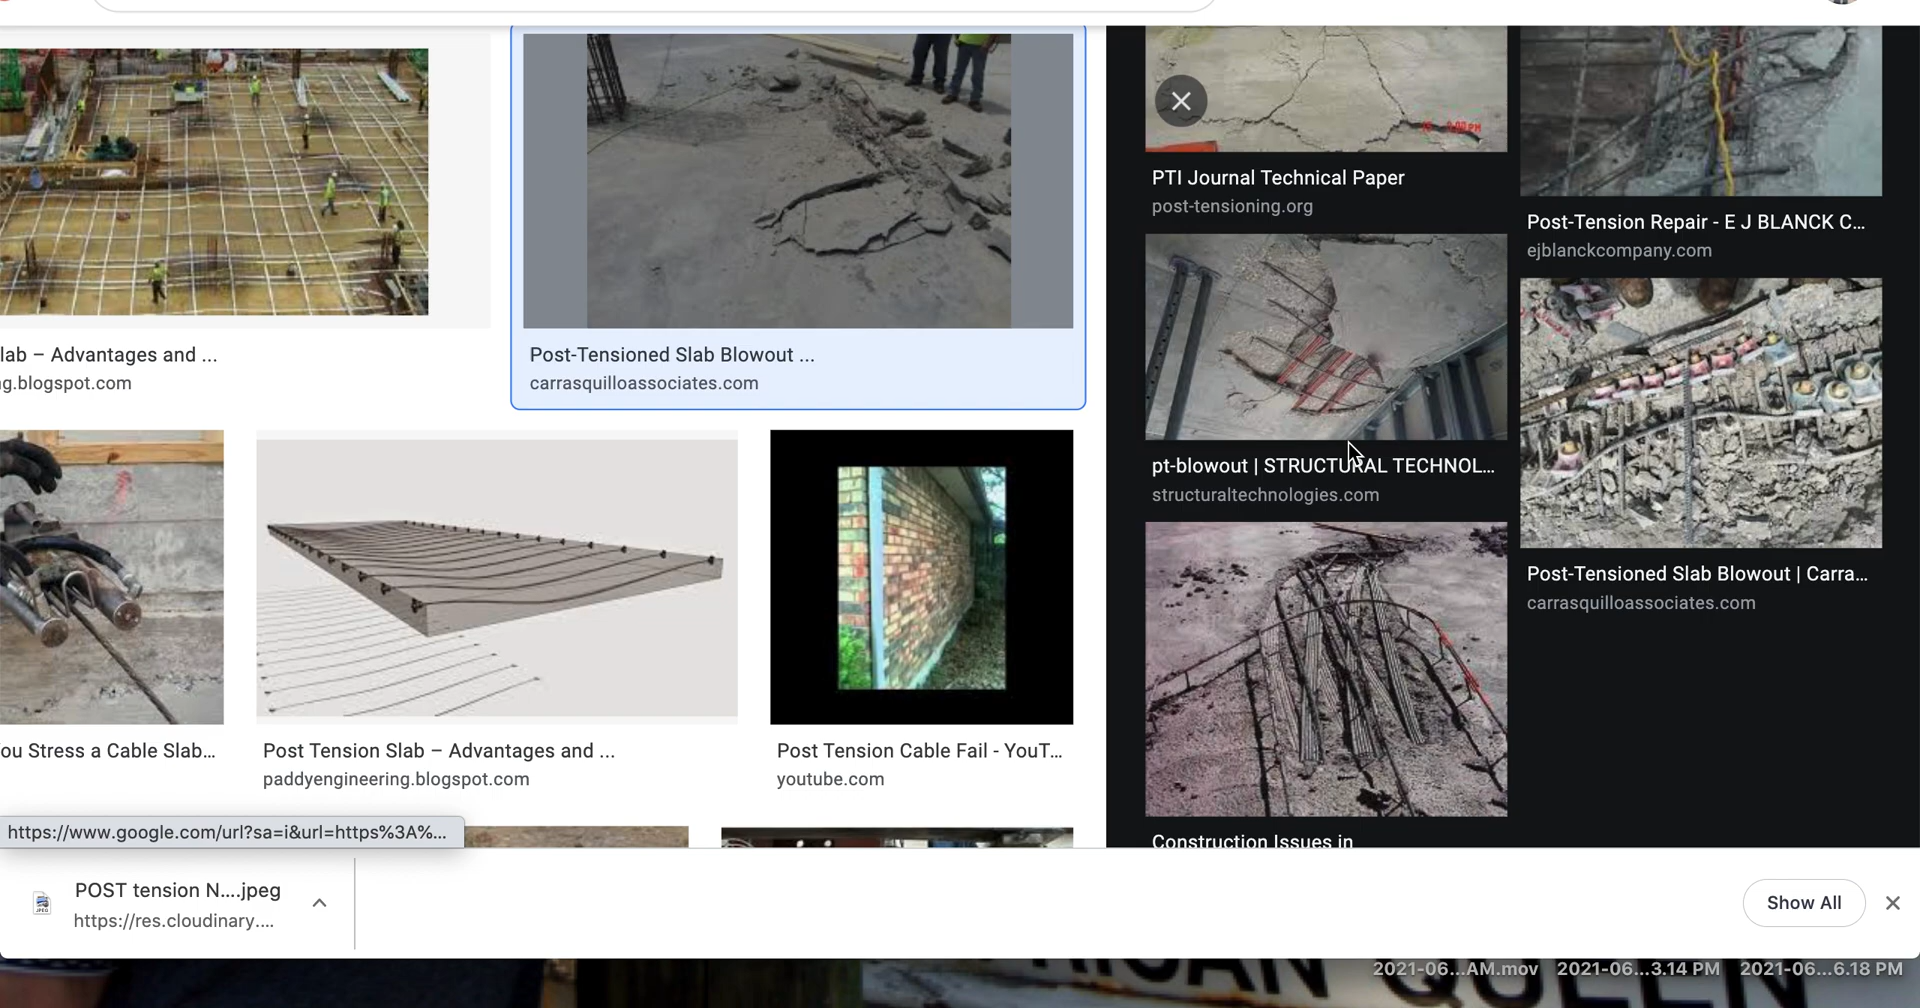 lab – Advantages and ...
g.blogspot.com
Post-Tensioned Slab Blowout ...
carrasquilloassociates.com
PTI Journal Technical Paper
post-tensioning.org
Post-Tension Repair - E J BLANCK C...
ejblanckcompany.com
pt-blowout | STRUCTURAL TECHNOL...
structuraltechnologies.com
Post-Tensioned Slab Blowout | Carra...
carrasquilloassociates.com
ou Stress a Cable Slab...
Post Tension Slab – Advantages and ...
paddyengineering.blogspot.com
Post Tension Cable Fail - YouT...
youtube.com
Construction Issues in
https://www.google.com/url?sa=i&url=https%3A%...
POST tension N....jpeg
https://res.cloudinary....
Show All
2021-06...AM.mov
2021-06...3.14 PM
2021-06...6.18 PM
QUEEN